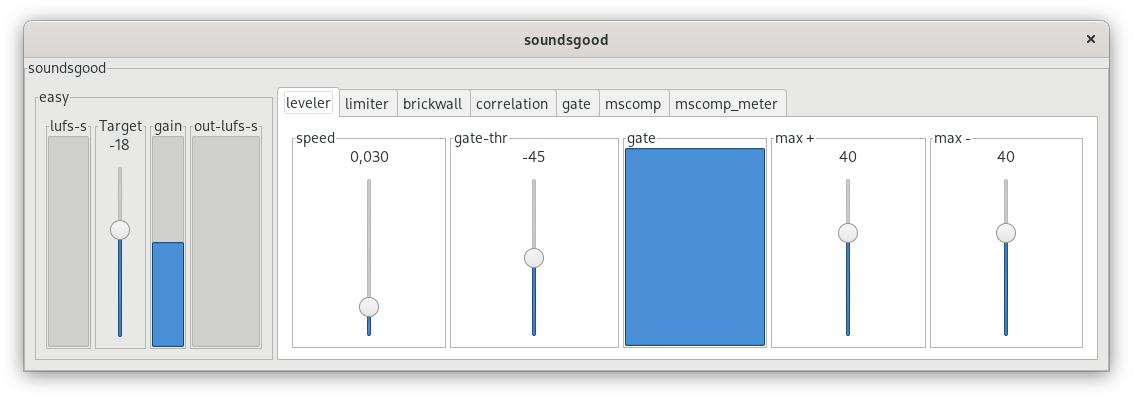 soundsgood
soundsgood
easy
lufs-s Target gain out-lufs-s
-18
leveler limiter brickwall correlation gate mscomp mscomp_meter
speed gate-thr gate max + max -
0,030 -45 40 40